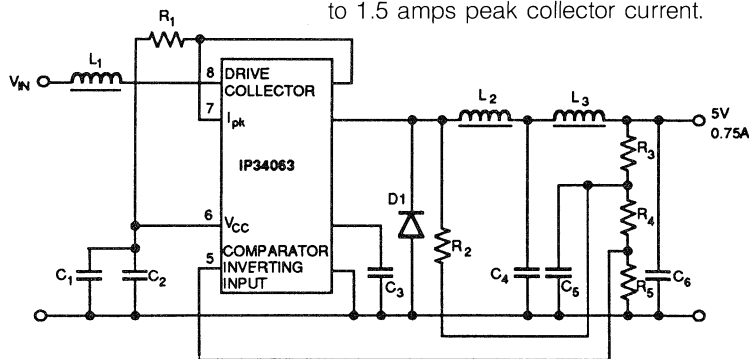 to 1.5 amps peak collector current.
R1
L1
VIN
8
DRIVE
COLLECTOR
7
Ipk
IP34063
6
VCC
5
COMPARATOR
INVERTING
INPUT
C1
C2
C3
D1
R2
L2
L3
C4
C5
R3
R4
R5
C6
5V
0.75A